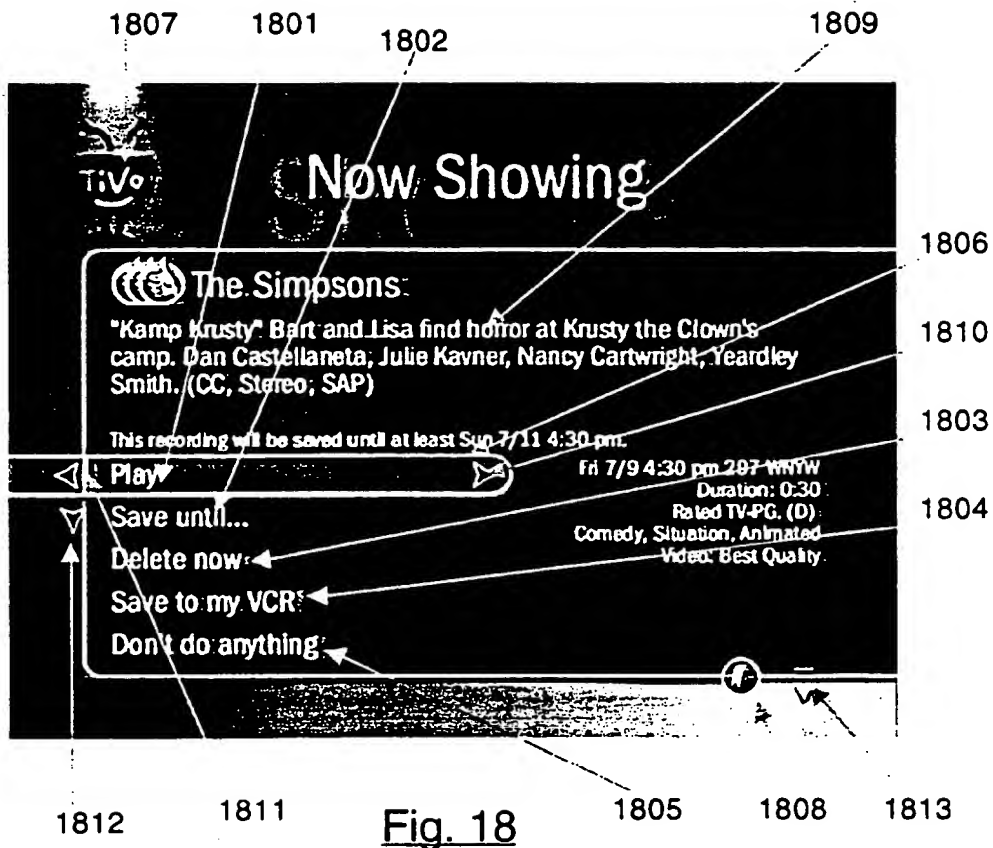 1807 1801 1802 1809
TiVo
Now Showing
The Simpsons
"Kamp Krusty" Bart and Lisa find horror at Krusty the Clown's
camp. Dan Castellaneta, Julie Kavner, Nancy Cartwright, Yeardley
Smith. (CC, Stereo, SAP)
This recording will be saved until at least Sun 7/11 4:30 pm.
Play
Fri 7/9 4:30 pm 297 WNYW
Duration: 0:30
Save until...
Rated TV-PG. (D)
Comedy, Situation, Animated
Delete now
Video: Best Quality
Save to my VCR
Don't do anything
1806
1810
1803
1804
1812 1811 1805 1808 1813
Fig. 18